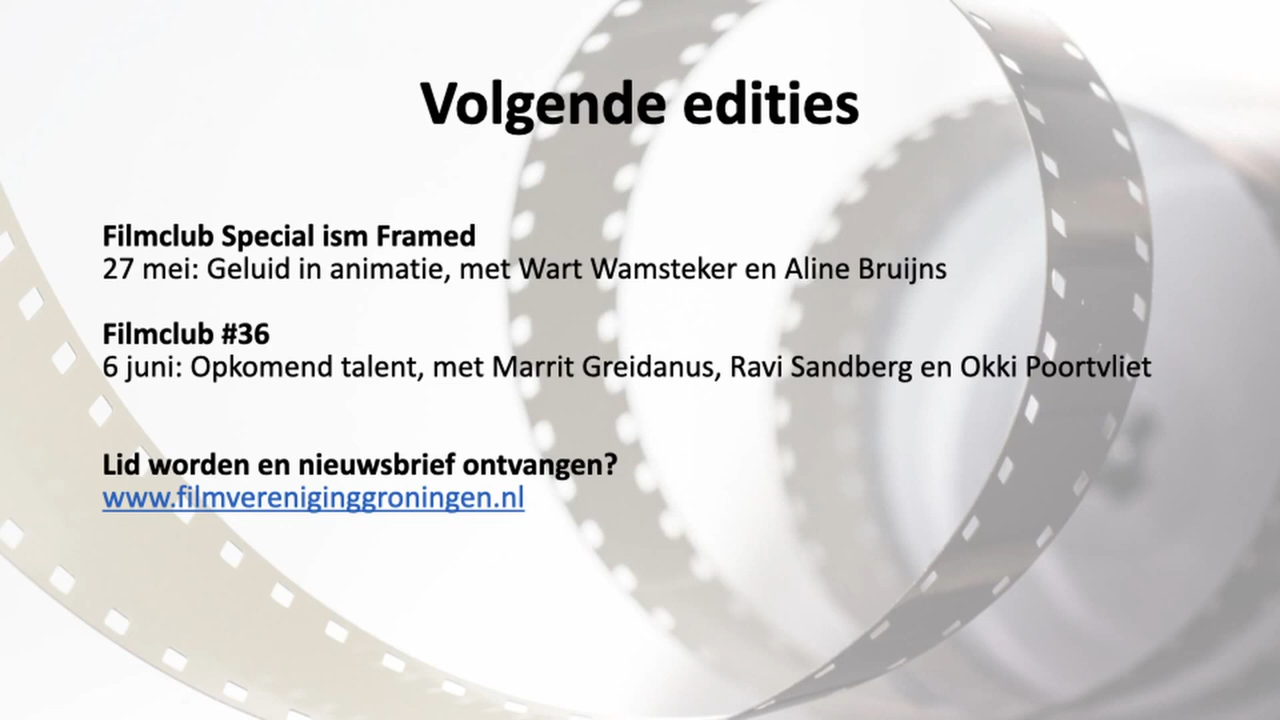 Volgende edities
Filmclub Special ism Framed
27 mei: Geluid in animatie, met Wart Wamsteker en Aline Bruijns
Filmclub #36
6 juni: Opkomend talent, met Marrit Greidanus, Ravi Sandberg en Okki Poortvliet
Lid worden en nieuwsbrief ontvangen?
www.filmvereniginggroningen.nl